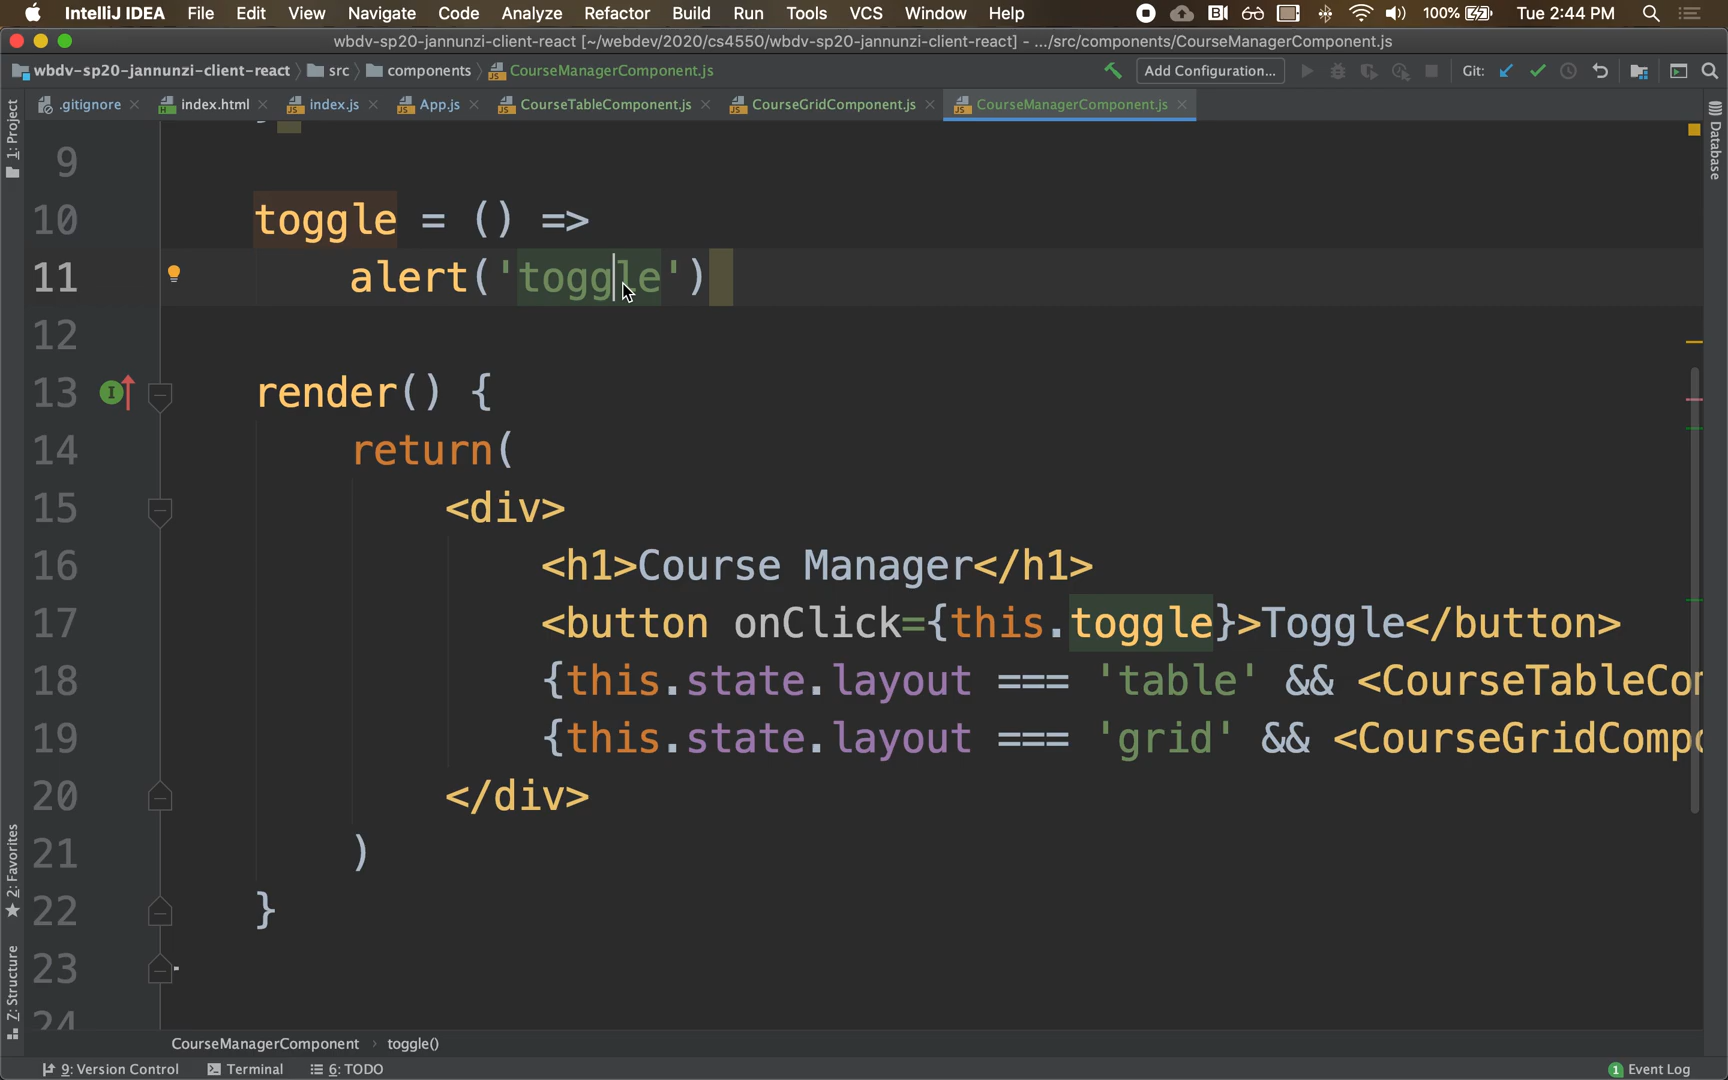 IntelliJ IDEA File Edit View Navigate Code Analyze Refactor Build Run Tools VCS Window Help 100% Tue 2:44 PM
wbdv-sp20-jannunzi-client-react [~/webdev/2020/cs4550/wbdv-sp20-jannunzi-client-react] - .../src/components/CourseManagerComponent.js
wbdv-sp20-jannunzi-client-react src components CourseManagerComponent.js Add Configuration... Git:
.gitignore index.html index.js App.js CourseTableComponent.js CourseGridComponent.js CourseManagerComponent.js
1: Project
Database
9
10 toggle = () =>
11 alert('toggle')
12
13 render() {
14 return(
15 <div>
16 <h1>Course Manager</h1>
17 <button onClick={this.toggle}>Toggle</button>
18 {this.state.layout === 'table' && <CourseTableCom
19 {this.state.layout === 'grid' && <CourseGridCompo
20 </div>
21 )
22 }
23
24
2: Favorites
Z: Structure
CourseManagerComponent toggle()
9: Version Control Terminal 6: TODO 1 Event Log